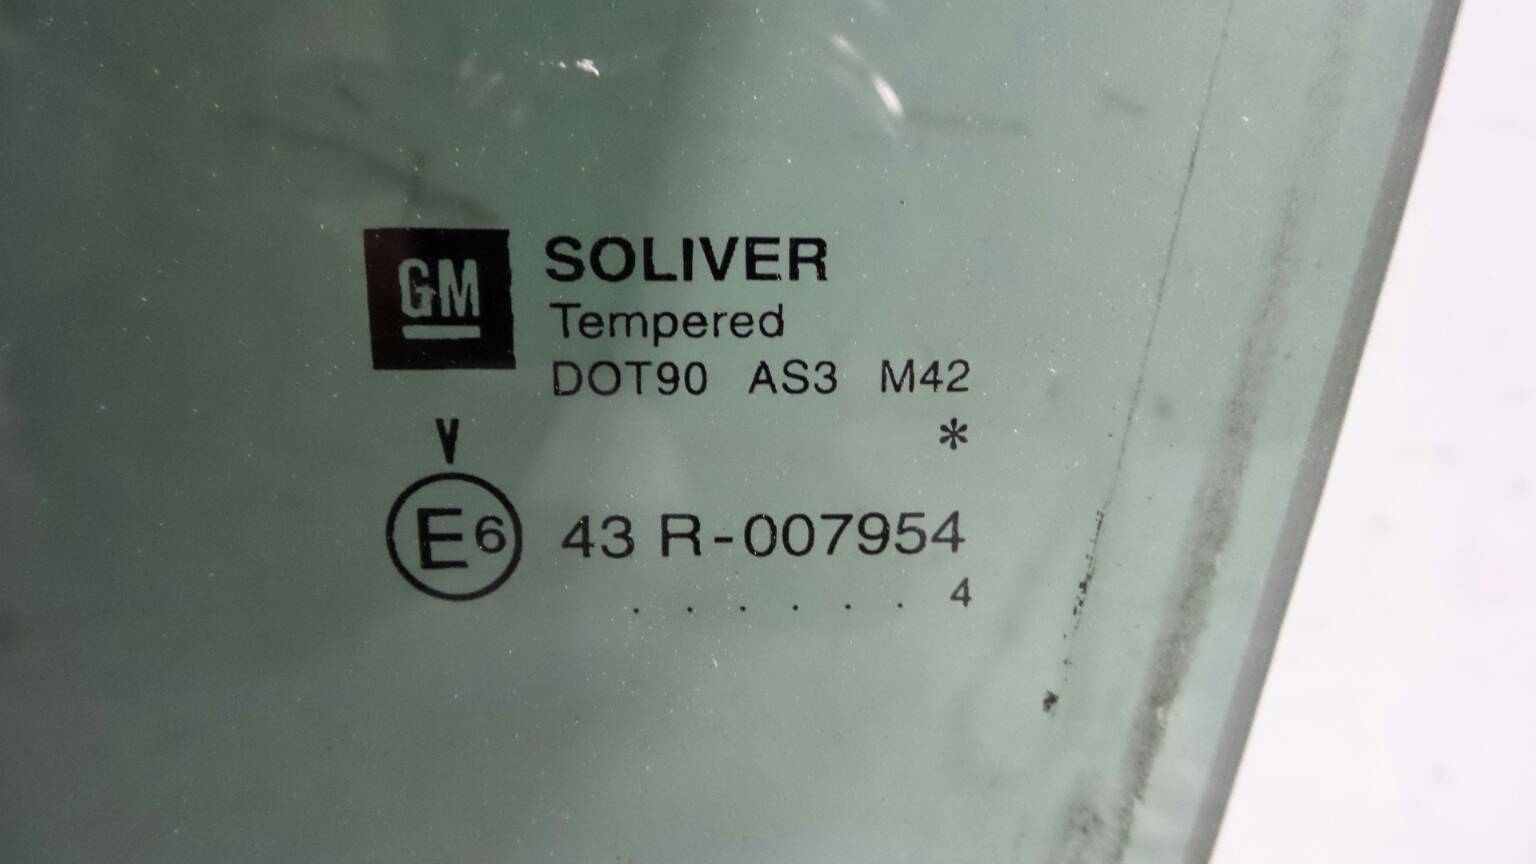 GM
SOLIVER
Tempered
DOT90 AS3 M42
V *
E6 43 R-007954
. . . . . . 4